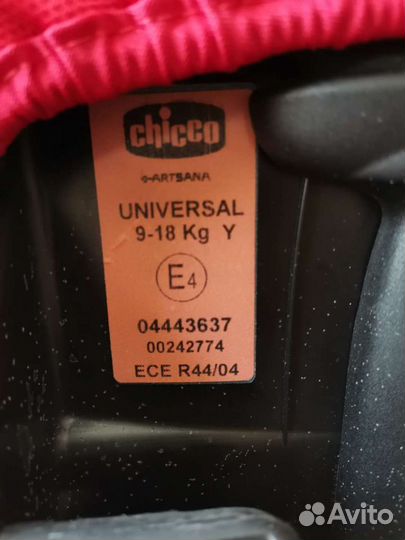 chicco
ARTSANA
UNIVERSAL
9-18 Kg Y
E4
04443637
00242774
ECE R44/04
Avito